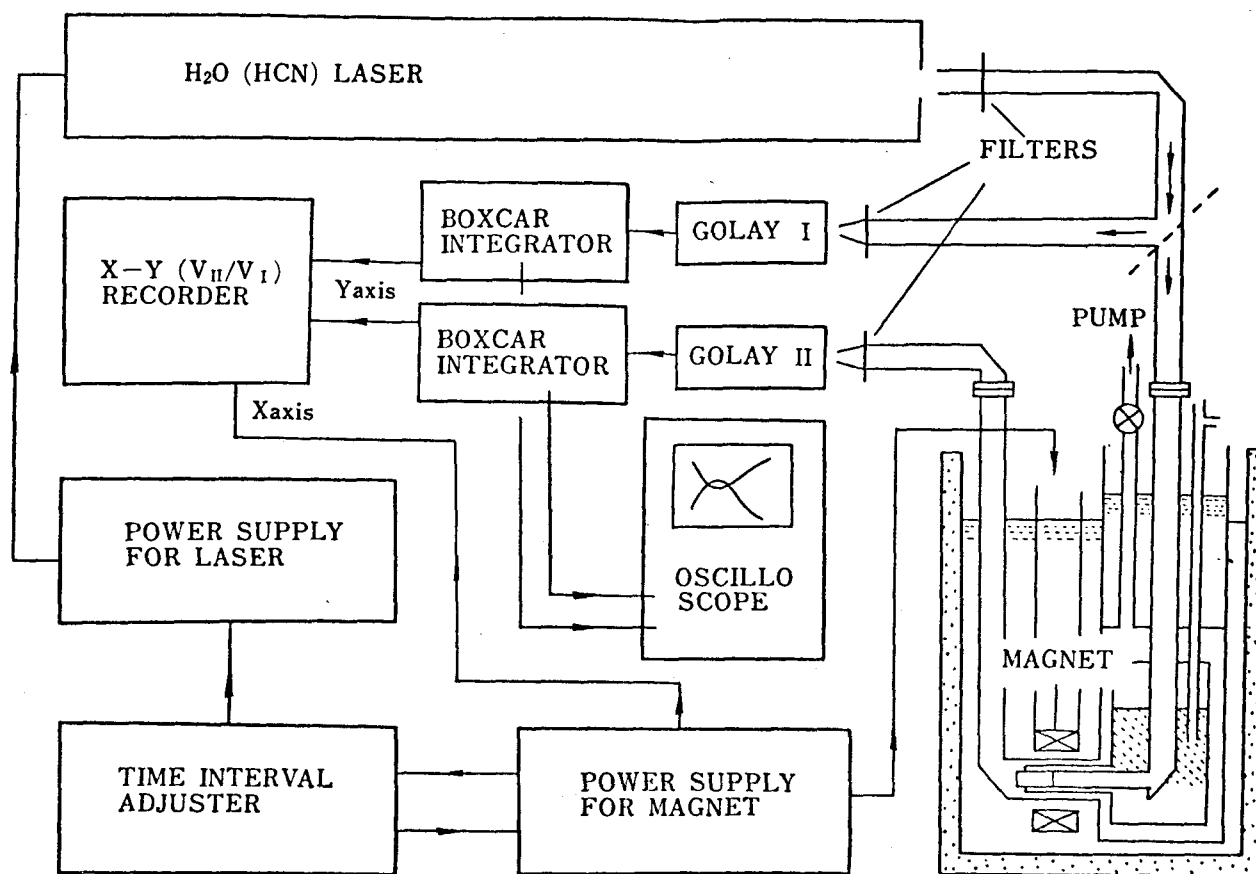 H₂O (HCN) LASER
FILTERS
BOXCAR
INTEGRATOR
GOLAY I
X−Y (V_II/V_I)
RECORDER
Yaxis
BOXCAR
INTEGRATOR
GOLAY II
PUMP
Xaxis
POWER SUPPLY
FOR LASER
OSCILLO
SCOPE
MAGNET
TIME INTERVAL
ADJUSTER
POWER SUPPLY
FOR MAGNET